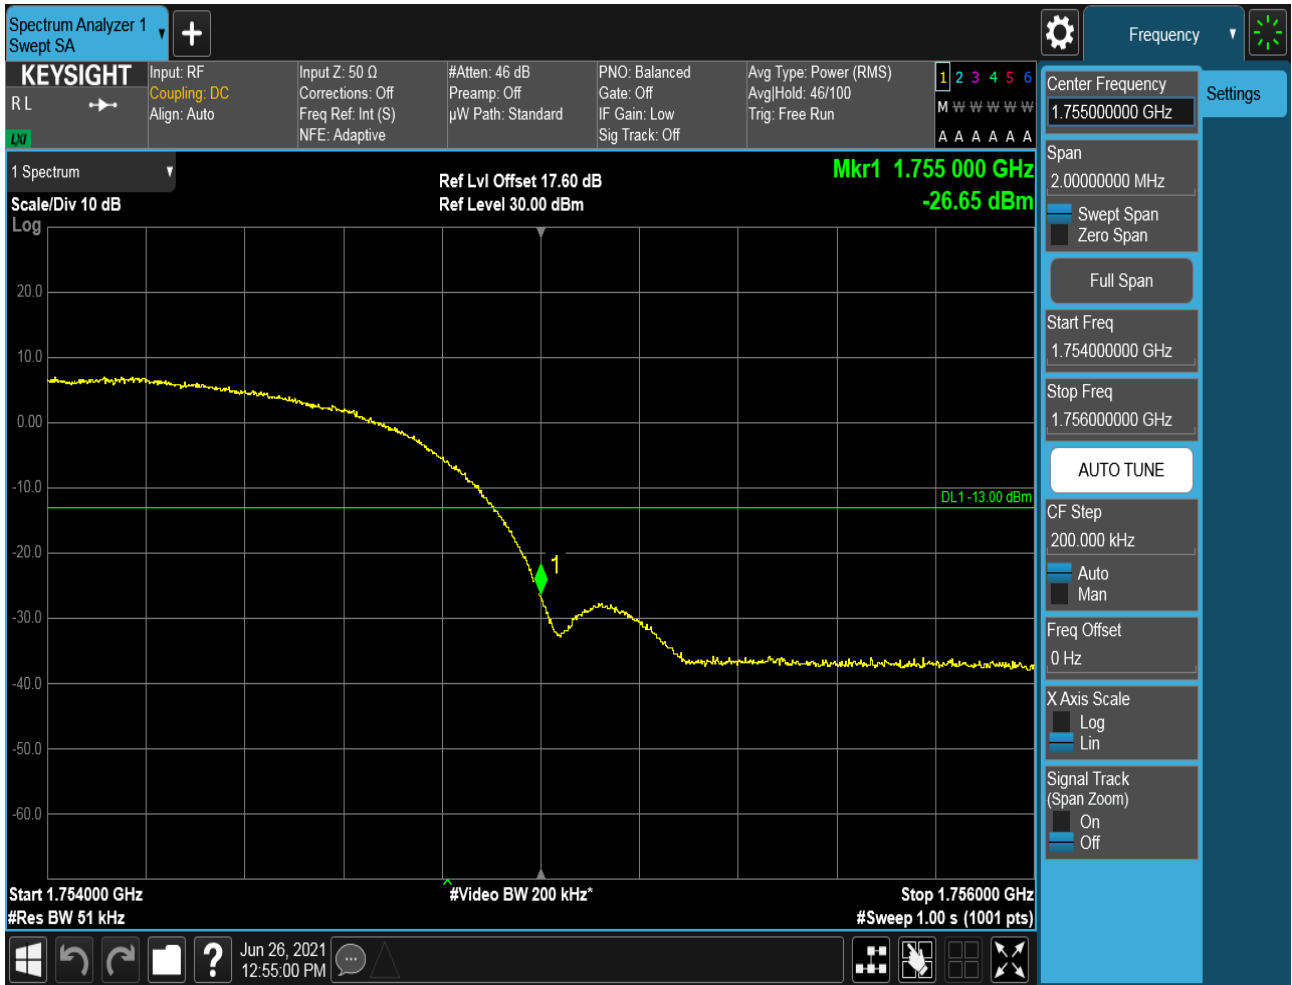 Spectrum Analyzer 1
Swept SA
Frequency
KEYSIGHT
R L
LXI
Input: RF
Coupling: DC
Align: Auto
Input Z: 50 Ω
Corrections: Off
Freq Ref: Int (S)
NFE: Adaptive
#Atten: 46 dB
Preamp: Off
µW Path: Standard
PNO: Balanced
Gate: Off
IF Gain: Low
Sig Track: Off
Avg Type: Power (RMS)
Avg|Hold: 46/100
Trig: Free Run
1 2 3 4 5 6
M W W W W W
A A A A A A
1 Spectrum
Scale/Div 10 dB
Log
Ref Lvl Offset 17.60 dB
Ref Level 30.00 dBm
Mkr1 1.755 000 GHz
-26.65 dBm
20.0
10.0
0.00
-10.0
-20.0
-30.0
-40.0
-50.0
-60.0
DL1 -13.00 dBm
1
Start 1.754000 GHz
#Res BW 51 kHz
#Video BW 200 kHz*
Stop 1.756000 GHz
#Sweep 1.00 s (1001 pts)
Jun 26, 2021
12:55:00 PM
Center Frequency
1.755000000 GHz
Settings
Span
2.00000000 MHz
Swept Span
Zero Span
Full Span
Start Freq
1.754000000 GHz
Stop Freq
1.756000000 GHz
AUTO TUNE
CF Step
200.000 kHz
Auto
Man
Freq Offset
0 Hz
X Axis Scale
Log
Lin
Signal Track
(Span Zoom)
On
Off